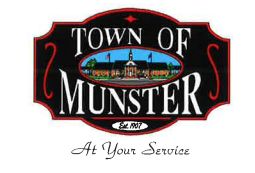 TOWN OF
MUNSTER
Est. 1907
At Your Service